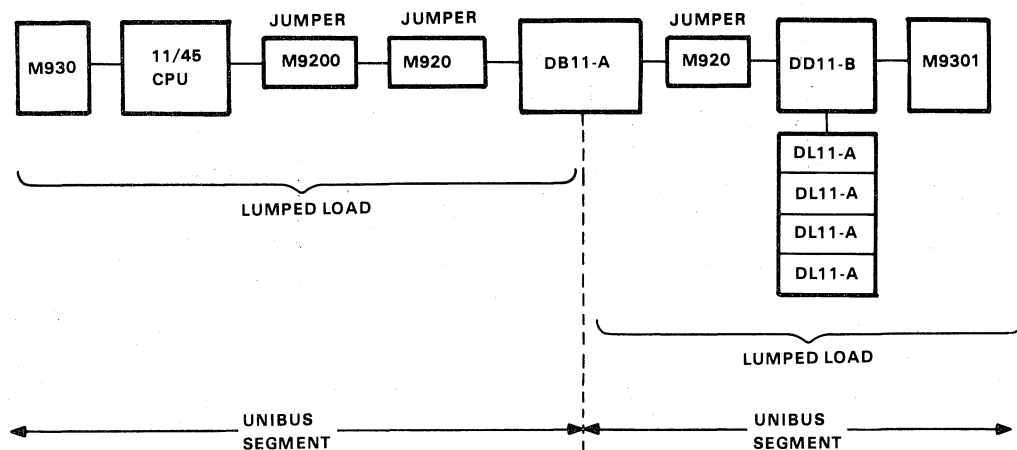 JUMPER
JUMPER
JUMPER
M930
11/45
CPU
M9200
M920
DB11-A
M920
DD11-B
M9301
DL11-A
DL11-A
DL11-A
DL11-A
LUMPED LOAD
LUMPED LOAD
UNIBUS
SEGMENT
UNIBUS
SEGMENT